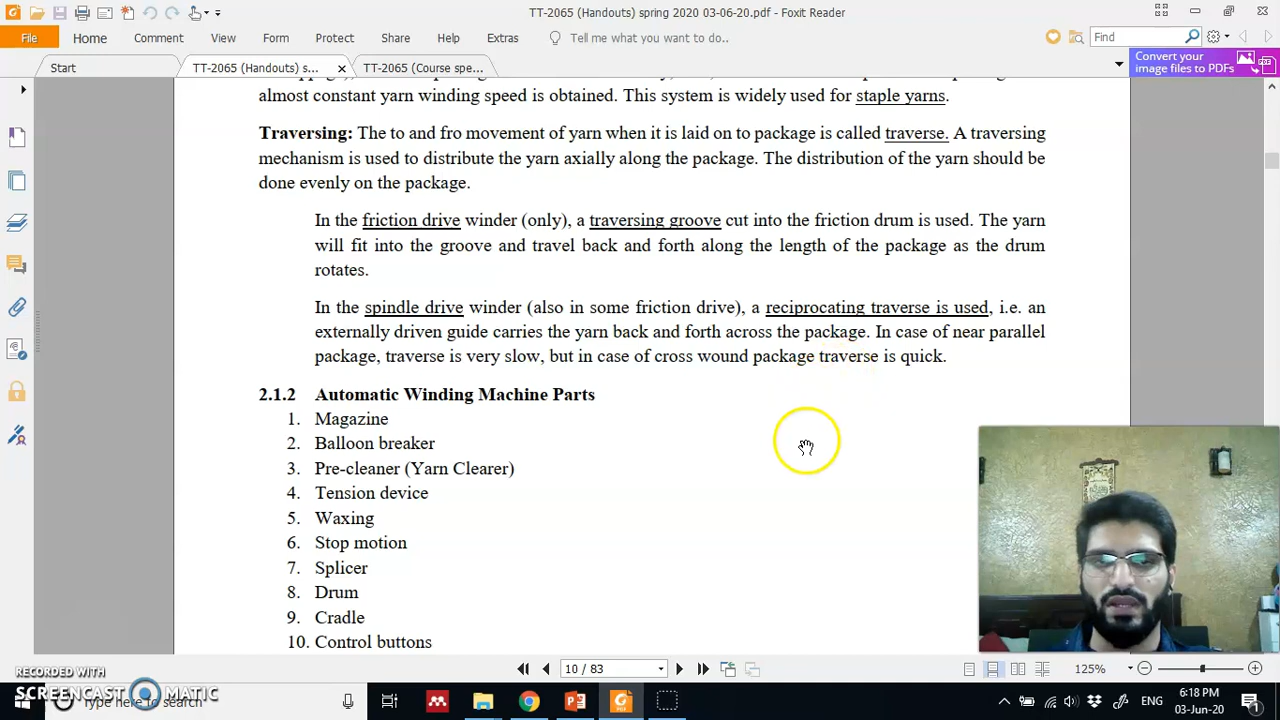 TT-2065 (Handouts) spring 2020 03-06-20.pdf - Foxit Reader
File Home Comment View Form Protect Share Help Extras Tell me what you want to do.. Find
Start TT-2065 (Handouts) s... TT-2065 (Course spe... Convert your
image files to PDFs
almost constant yarn winding speed is obtained. This system is widely used for staple yarns.
Traversing: The to and fro movement of yarn when it is laid on to package is called traverse. A traversing
mechanism is used to distribute the yarn axially along the package. The distribution of the yarn should be
done evenly on the package.
In the friction drive winder (only), a traversing groove cut into the friction drum is used. The yarn
will fit into the groove and travel back and forth along the length of the package as the drum
rotates.
In the spindle drive winder (also in some friction drive), a reciprocating traverse is used, i.e. an
externally driven guide carries the yarn back and forth across the package. In case of near parallel
package, traverse is very slow, but in case of cross wound package traverse is quick.
2.1.2 Automatic Winding Machine Parts
1. Magazine
2. Balloon breaker
3. Pre-cleaner (Yarn Clearer)
4. Tension device
5. Waxing
6. Stop motion
7. Splicer
8. Drum
9. Cradle
10. Control buttons
10 / 83 125%
RECORDED WITH
SCREENCAST MATIC
Type here to search
ENG 6:18 PM
03-Jun-20 1